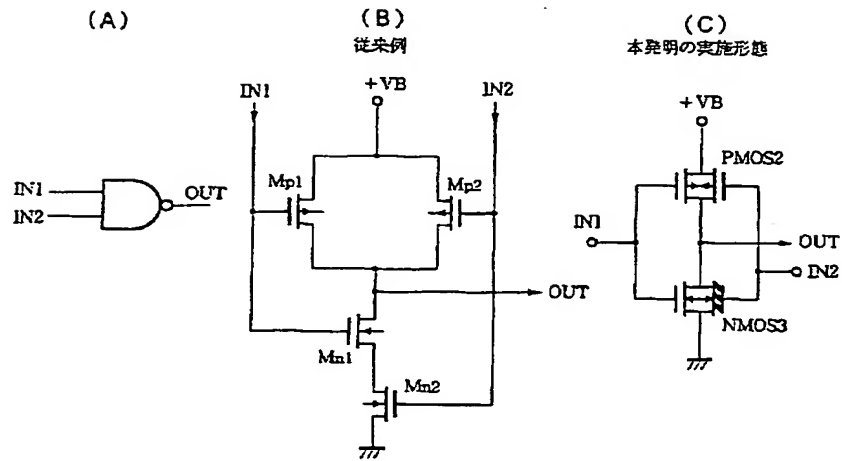 (A)
IN1
IN2
OUT
(B)
従来例
+VB
IN1
IN2
Mp1
Mp2
OUT
Mn1
Mn2
(C)
本発明の実施形態
+VB
PMOS2
IN1
OUT
IN2
NMOS3